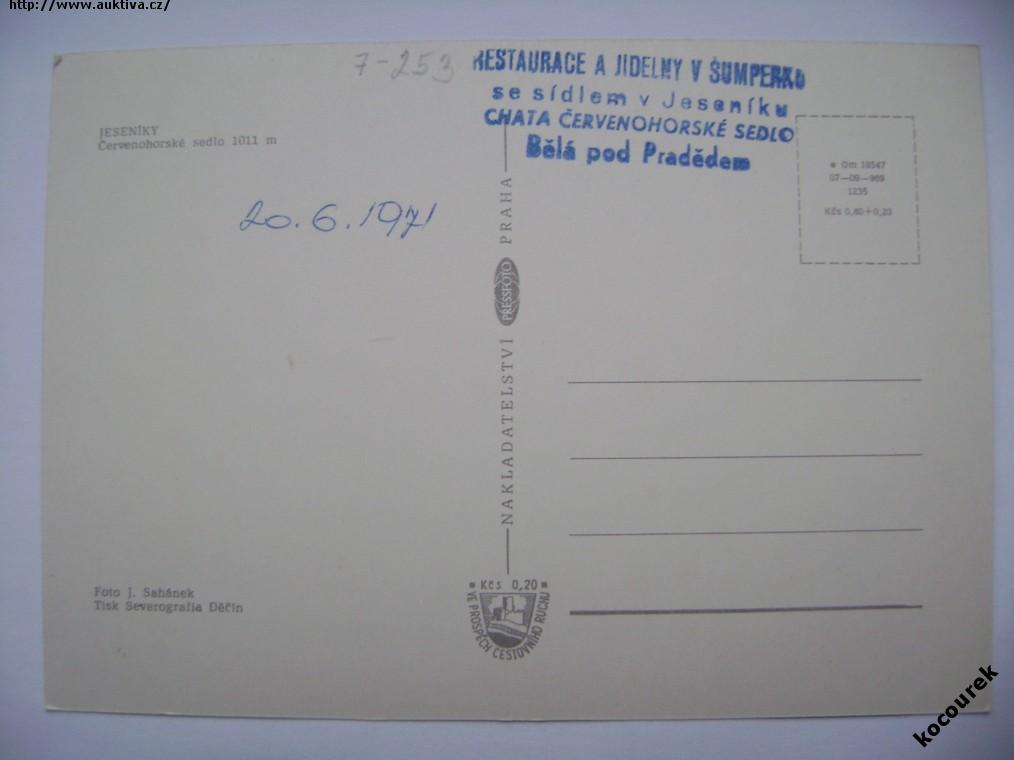 http://www.auktiva.cz/
7-253
RESTAURACE A JÍDELNY V ŠUMPERKU
se sídlem v Jeseníku
CHATA ČERVENOHORSKÉ SEDLO
Bělá pod Pradědem
JESENÍKY
Červenohorské sedlo 1011 m
20.6.1971
* Om 18547
07—09—969
1235
Kčs 0,80+0,20
NAKLADATELSTVÍ PRESSFOTO PRAHA
Foto J. Sahánek
Tisk Severografia Děčín
* Kčs 0,20 *
VE PROSPĚCH CESTOVNÍHO RUCHU
kocourek